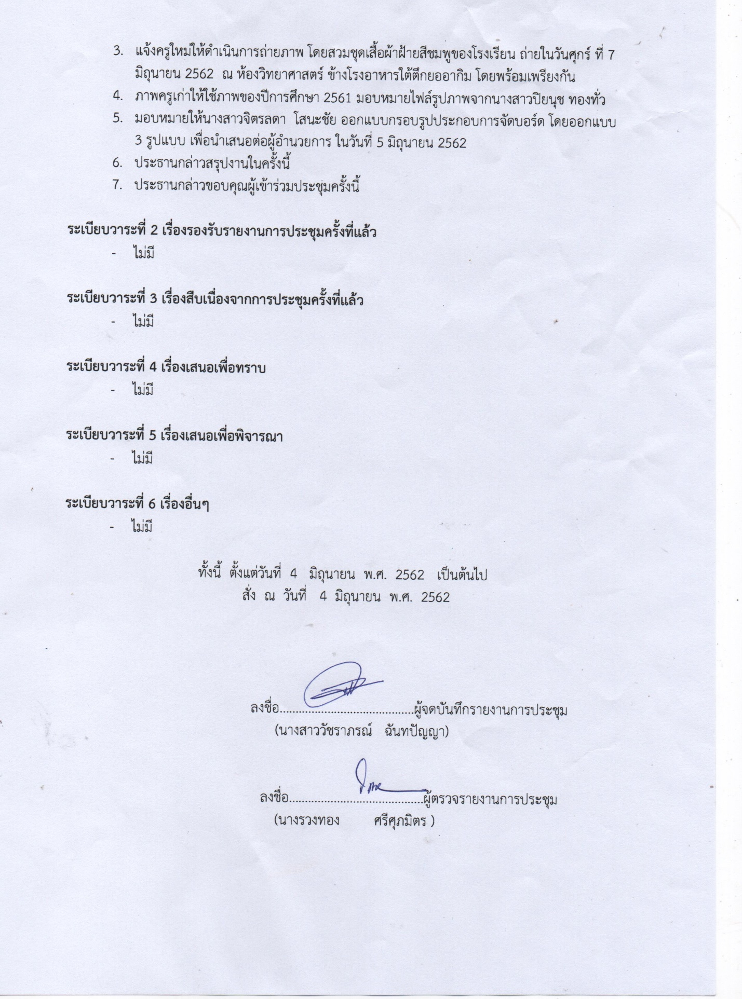 3. แจ้งครูใหม่ให้ดำเนินการถ่ายภาพ โดยสวมชุดเสื้อผ้าฝ้ายสีชมพูของโรงเรียน ถ่ายในวันศุกร์ ที่ 7
มิถุนายน 2562 ณ ห้องวิทยาศาสตร์ ข้างโรงอาหารใต้ตึกยออากิม โดยพร้อมเพรียงกัน
4. ภาพครูเก่าให้ใช้ภาพของปีการศึกษา 2561 มอบหมายไฟล์รูปภาพจากนางสาวปิยนุช ทองทั่ว
5. มอบหมายให้นางสาวจิตรลดา โสนะชัย ออกแบบกรอบรูปประกอบการจัดบอร์ด โดยออกแบบ
3 รูปแบบ เพื่อนำเสนอต่อผู้อำนวยการ ในวันที่ 5 มิถุนายน 2562
6. ประธานกล่าวสรุปงานในครั้งนี้
7. ประธานกล่าวขอบคุณผู้เข้าร่วมประชุมครั้งนี้
ระเบียบวาระที่ 2 เรื่องรองรับรายงานการประชุมครั้งที่แล้ว
- ไม่มี
ระเบียบวาระที่ 3 เรื่องสืบเนื่องจากการประชุมครั้งที่แล้ว
- ไม่มี
ระเบียบวาระที่ 4 เรื่องเสนอเพื่อทราบ
- ไม่มี
ระเบียบวาระที่ 5 เรื่องเสนอเพื่อพิจารณา
- ไม่มี
ระเบียบวาระที่ 6 เรื่องอื่นๆ
- ไม่มี
ทั้งนี้ ตั้งแต่วันที่ 4 มิถุนายน พ.ศ. 2562 เป็นต้นไป
สั่ง ณ วันที่ 4 มิถุนายน พ.ศ. 2562
ลงชื่อ..........................................ผู้จดบันทึกรายงานการประชุม
(นางสาววัชราภรณ์ ฉันทปัญญา)
ลงชื่อ..........................................ผู้ตรวจรายงานการประชุม
(นางรวงทอง ศรีศุภมิตร )